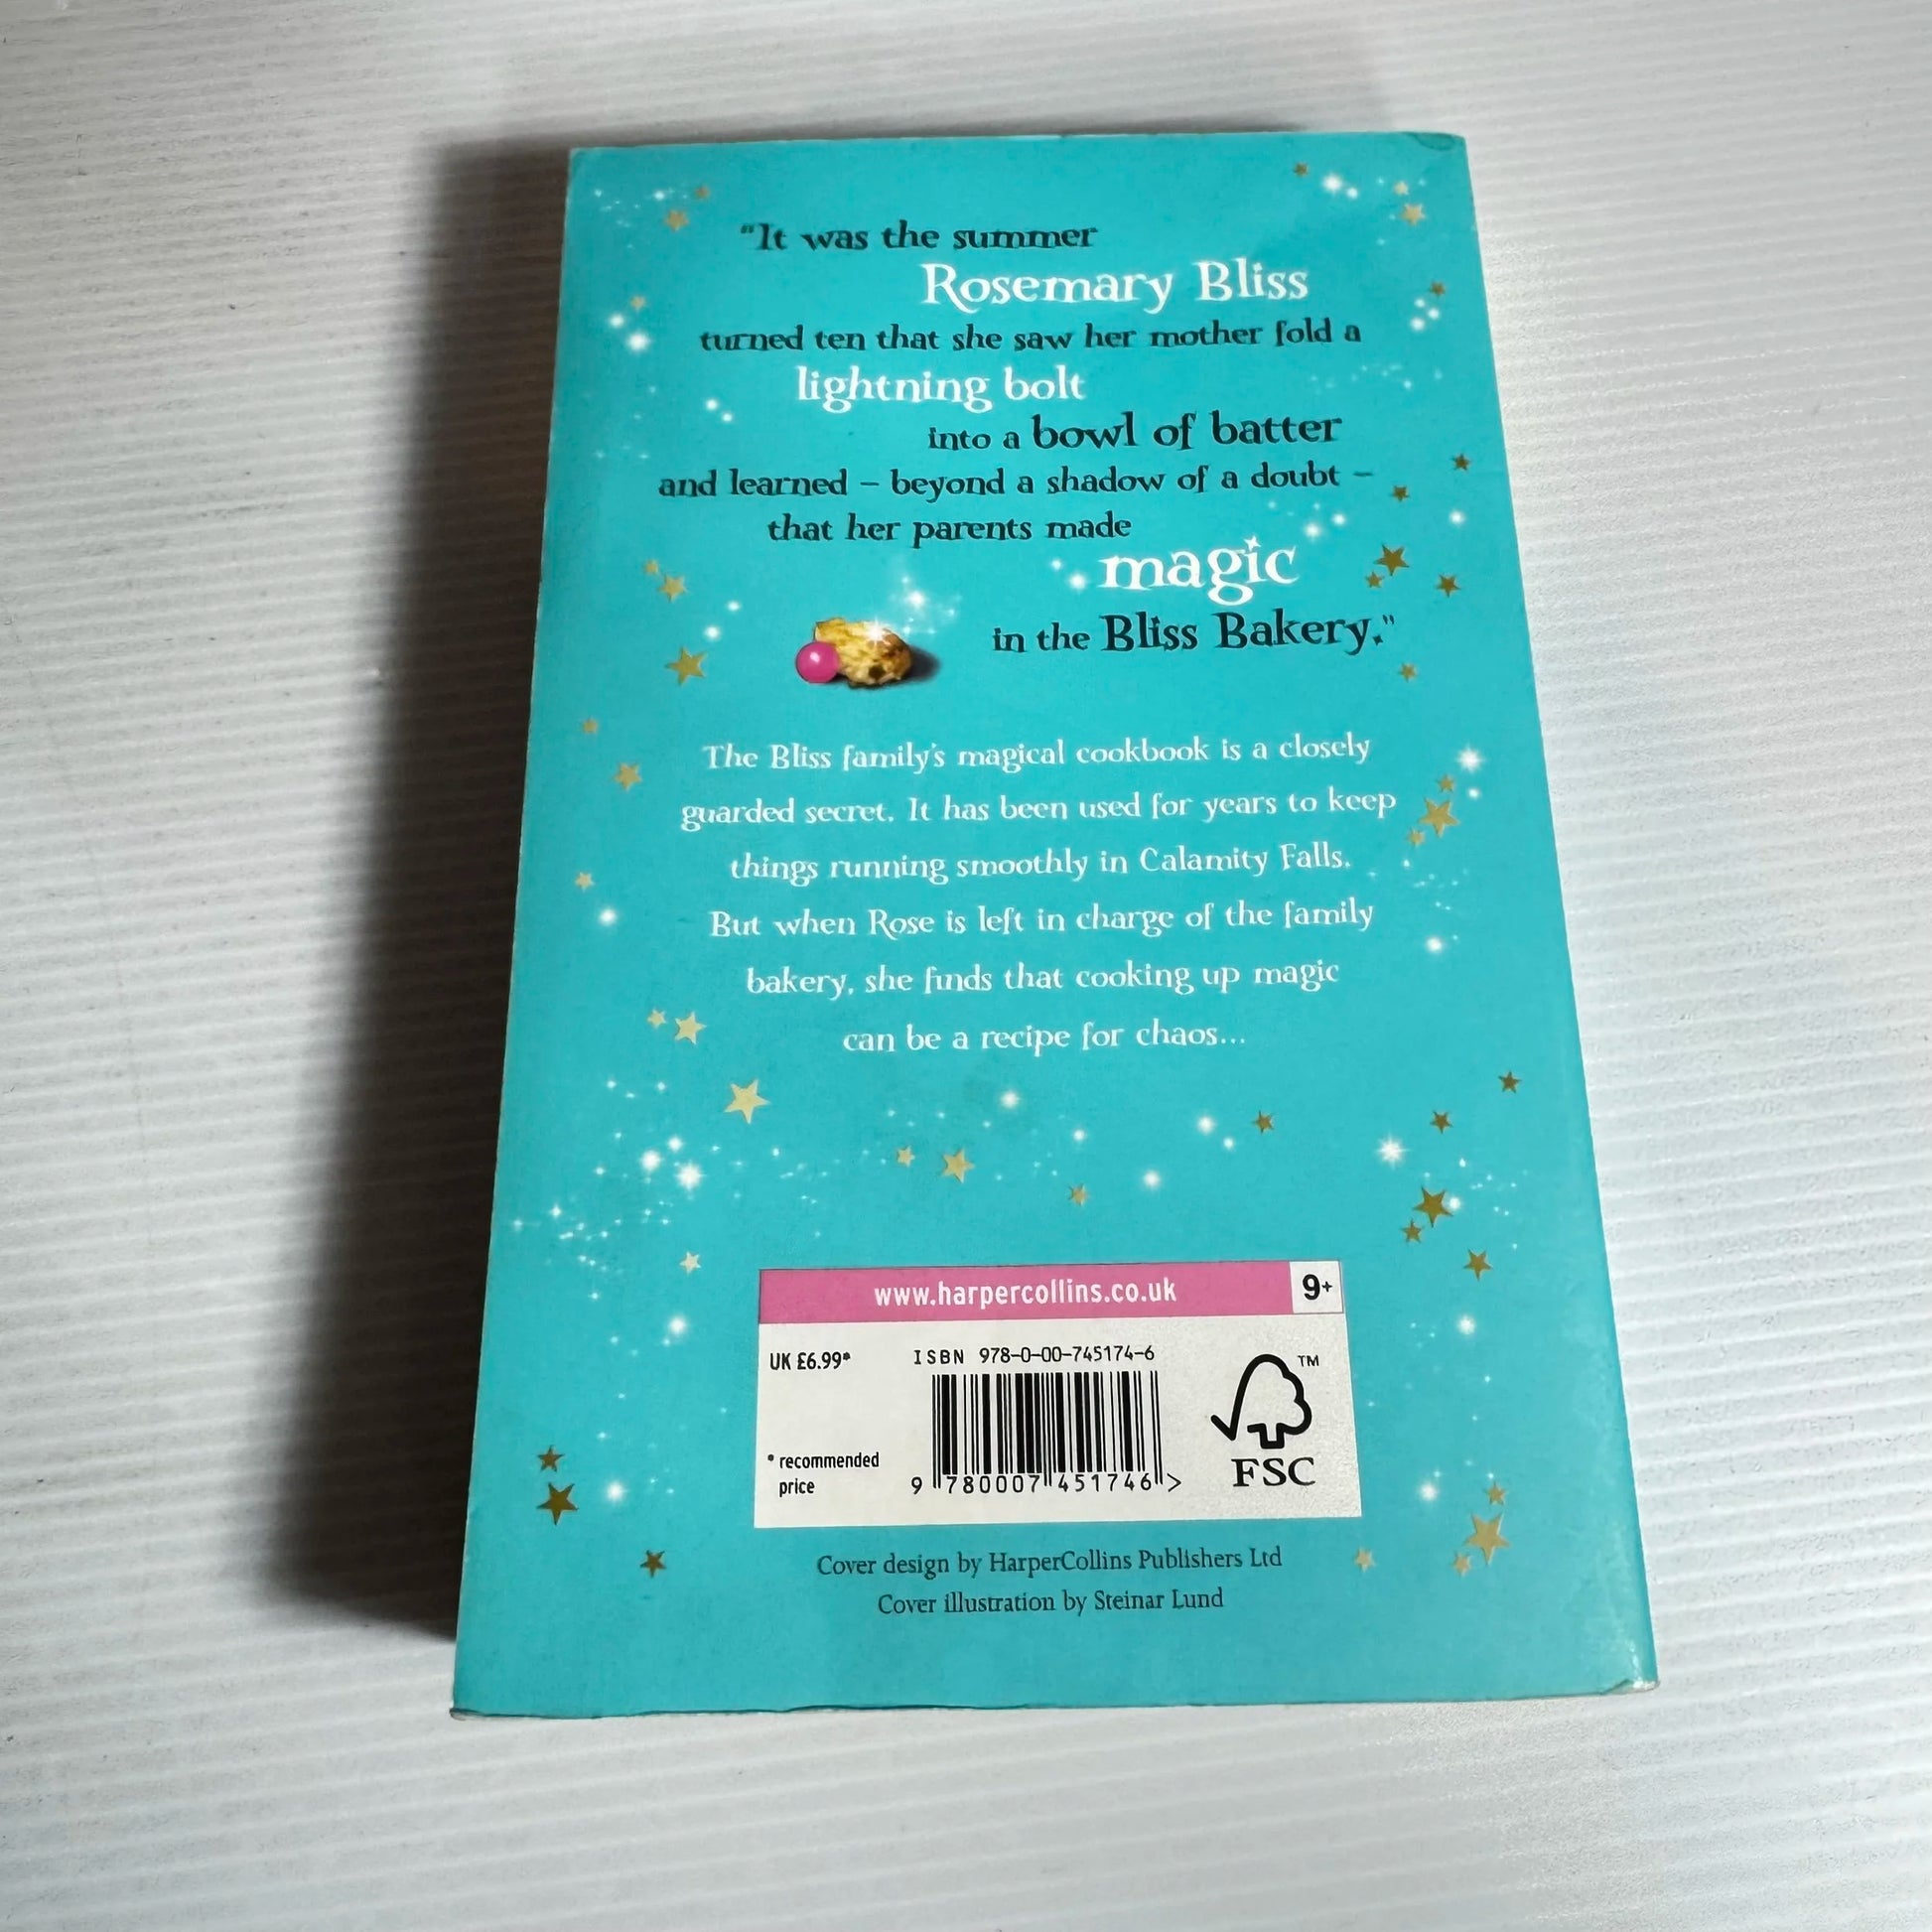 "It was the summer
Rosemary Bliss
turned ten that she saw her mother fold a
lightning bolt
into a bowl of batter
and learned – beyond a shadow of a doubt –
that her parents made
magic
in the Bliss Bakery."
The Bliss family's magical cookbook is a closely
guarded secret. It has been used for years to keep
things running smoothly in Calamity Falls.
But when Rose is left in charge of the family
bakery, she finds that cooking up magic
can be a recipe for chaos...
www.harpercollins.co.uk 9+
UK £6.99*
ISBN 978-0-00-745174-6
* recommended
price
9 780007 451746 >
TM
FSC
Cover design by HarperCollins Publishers Ltd
Cover illustration by Steinar Lund